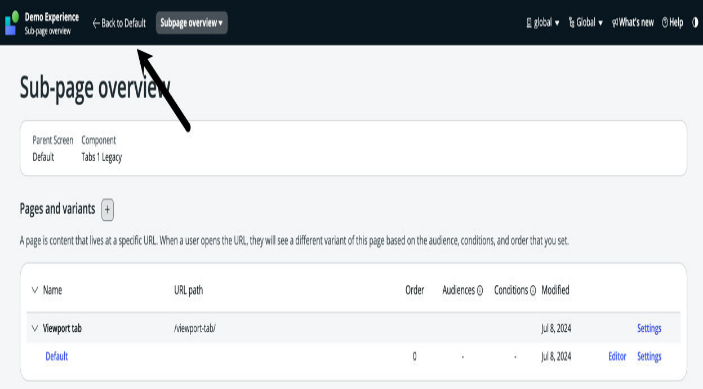 Demo Experience
Sub-page overview
← Back to Default
Subpage overview ▾
global ▾
Global ▾
What's new
Help
Sub-page overview
Parent Screen Component
Default Tabs 1 Legacy
Pages and variants +
A page is content that lives at a specific URL. When a user opens the URL, they will see a different variant of this page based on the audience, conditions, and order that you set.
Name URL path Order Audiences Conditions Modified
Viewport tab /viewport-tab/ Jul 8, 2024 Settings
Default 0 - - Jul 8, 2024 Editor Settings